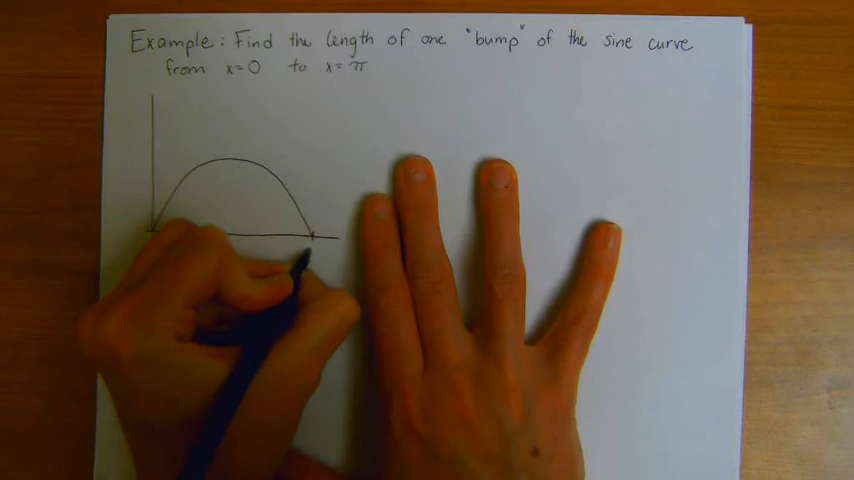 Example: Find the length of one "bump" of the sine curve
from x=0 to x=π